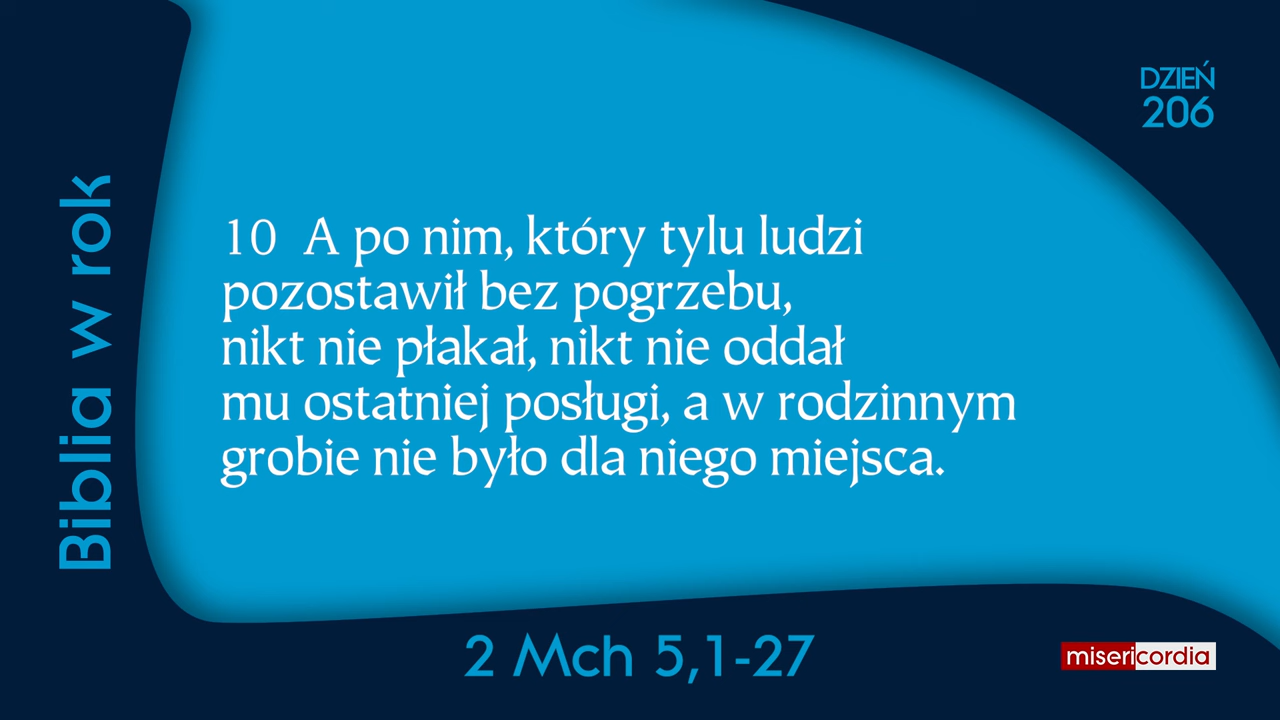 DZIEŃ
206
Biblia w rok
10 A po nim, który tylu ludzi
pozostawił bez pogrzebu,
nikt nie płakał, nikt nie oddał
mu ostatniej posługi, a w rodzinnym
grobie nie było dla niego miejsca.
2 Mch 5,1-27
misericordia